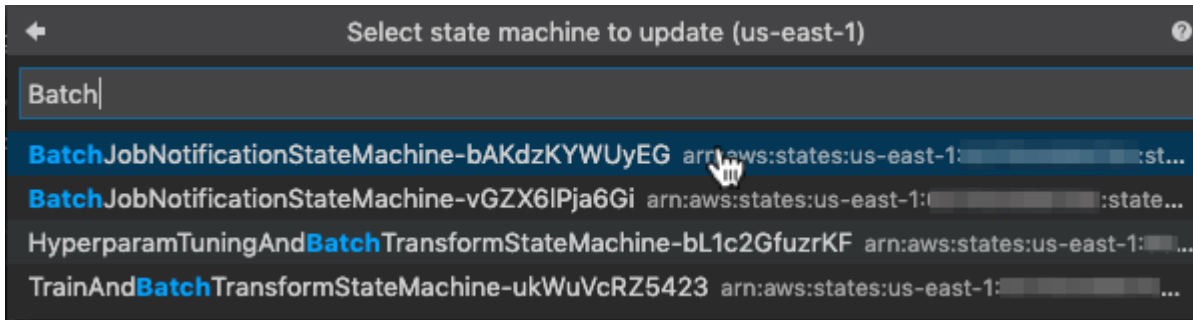 Select state machine to update (us-east-1)
Batch
BatchJobNotificationStateMachine-bAKdzKYWUyEG arn:aws:states:us-east-1: :st...
BatchJobNotificationStateMachine-vGZX6lPja6Gi arn:aws:states:us-east-1: :state...
HyperparamTuningAndBatchTransformStateMachine-bL1c2GfuzrKF arn:aws:states:us-east-1: ...
TrainAndBatchTransformStateMachine-ukWuVcRZ5423 arn:aws:states:us-east-1: ...